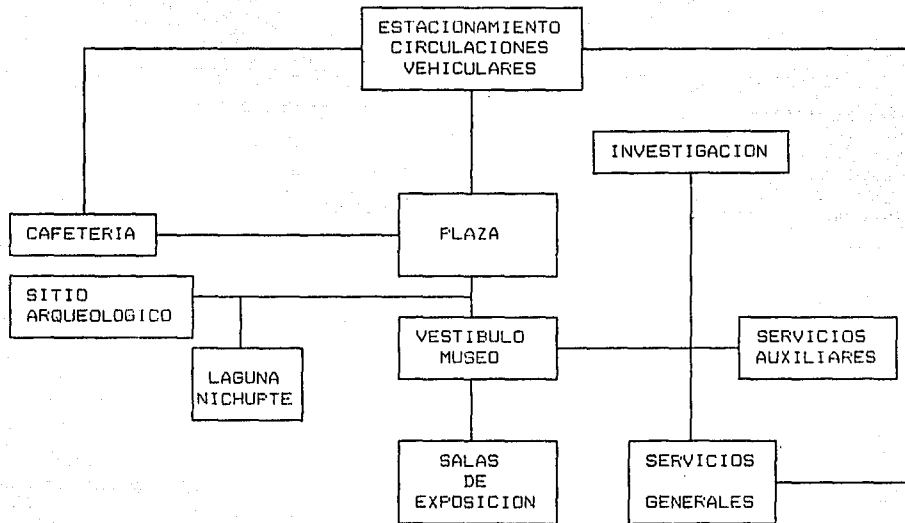 ESTACIONAMIENTO
CIRCULACIONES
VEHICULARES
INVESTIGACION
CAFETERIA
PLAZA
SITIO
ARQUEOLOGICO
VESTIBULO
MUSEO
SERVICIOS
AUXILIARES
LAGUNA
NICHUPTE
SALAS
DE
EXPOSICION
SERVICIOS
GENERALES